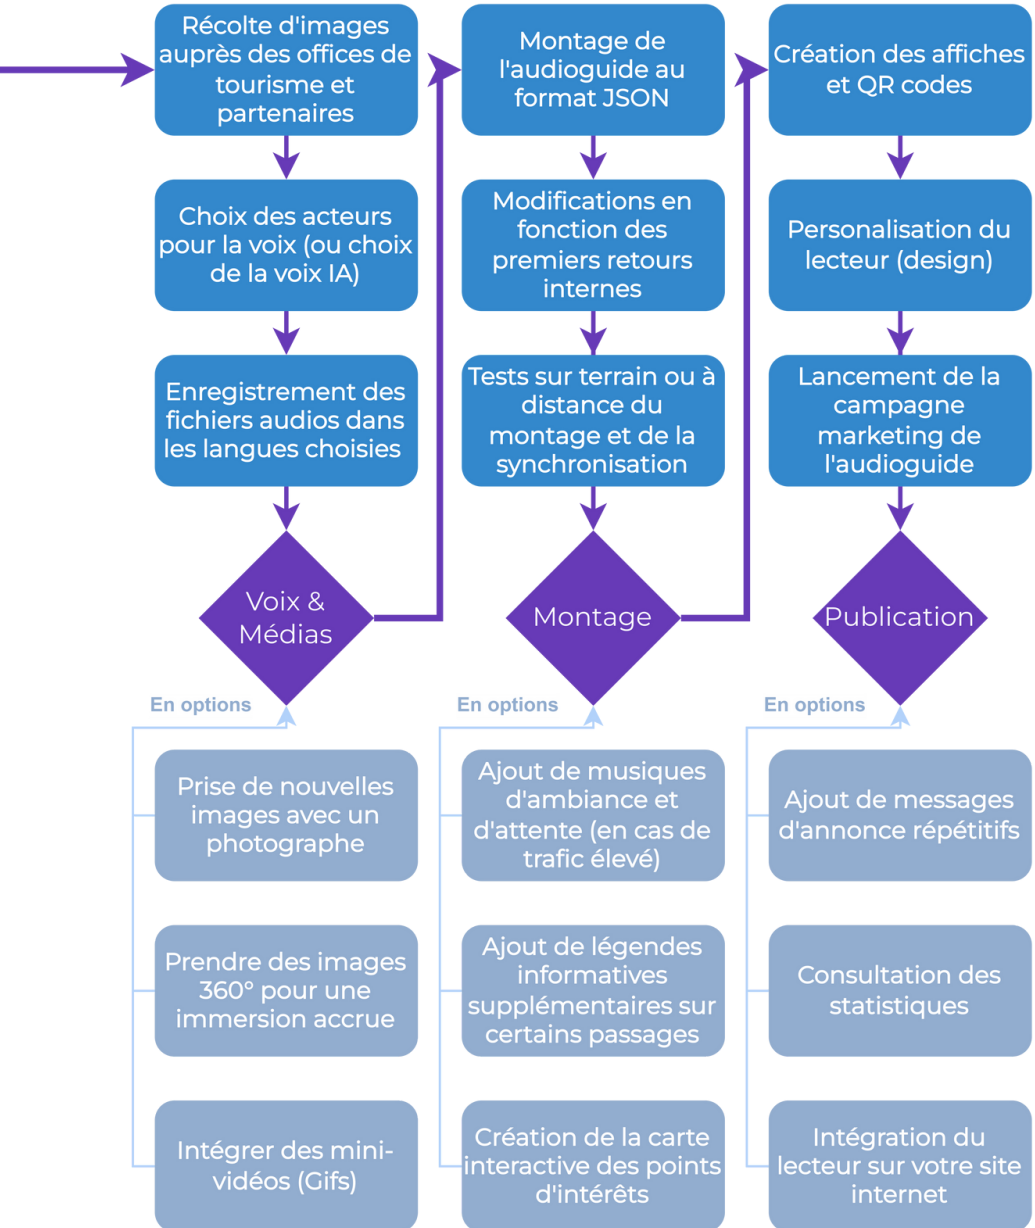 Récolte d'images
auprès des offices de
tourisme et
partenaires
Choix des acteurs
pour la voix (ou choix
de la voix IA)
Enregistrement des
fichiers audios dans
les langues choisies
Voix &
Médias
En options
Prise de nouvelles
images avec un
photographe
Prendre des images
360° pour une
immersion accrue
Intégrer des mini-
vidéos (Gifs)
Montage de
l'audioguide au
format JSON
Modifications en
fonction des
premiers retours
internes
Tests sur terrain ou à
distance du
montage et de la
synchronisation
Montage
En options
Ajout de musiques
d'ambiance et
d'attente (en cas de
trafic élevé)
Ajout de légendes
informatives
supplémentaires sur
certains passages
Création de la carte
interactive des points
d'intérêts
Création des affiches
et QR codes
Personalisation du
lecteur (design)
Lancement de la
campagne
marketing de
l'audioguide
Publication
En options
Ajout de messages
d'annonce répétitifs
Consultation des
statistiques
Intégration du
lecteur sur votre site
internet